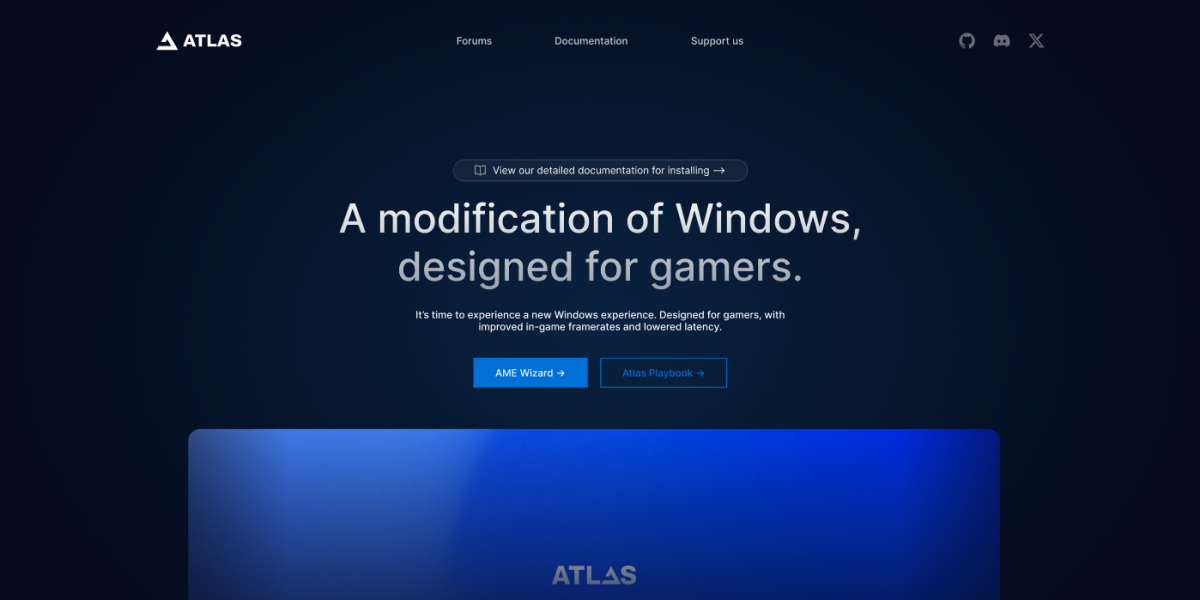 ATLAS
Forums
Documentation
Support us
View our detailed documentation for installing →
A modification of Windows,
designed for gamers.
It's time to experience a new Windows experience. Designed for gamers, with
improved in-game framerates and lowered latency.
AME Wizard →
Atlas Playbook →
ATLAS